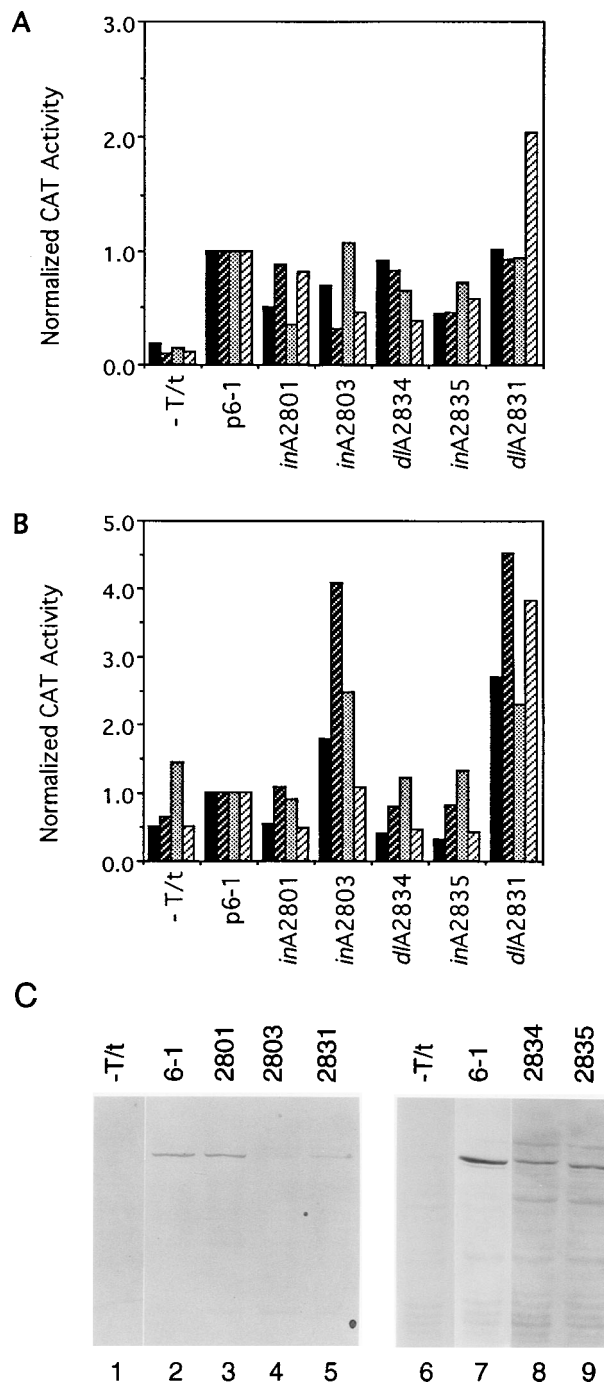 A
Normalized CAT Activity
3.0
2.0
1.0
0.0
- T/t
p6-1
inA2801
inA2803
dlA2834
inA2835
dlA2831
B
Normalized CAT Activity
5.0
4.0
3.0
2.0
1.0
0.0
- T/t
p6-1
inA2801
inA2803
dlA2834
inA2835
dlA2831
C
-T/t
6-1
2801
2803
2831
-T/t
6-1
2834
2835
1 2 3 4 5 6 7 8 9